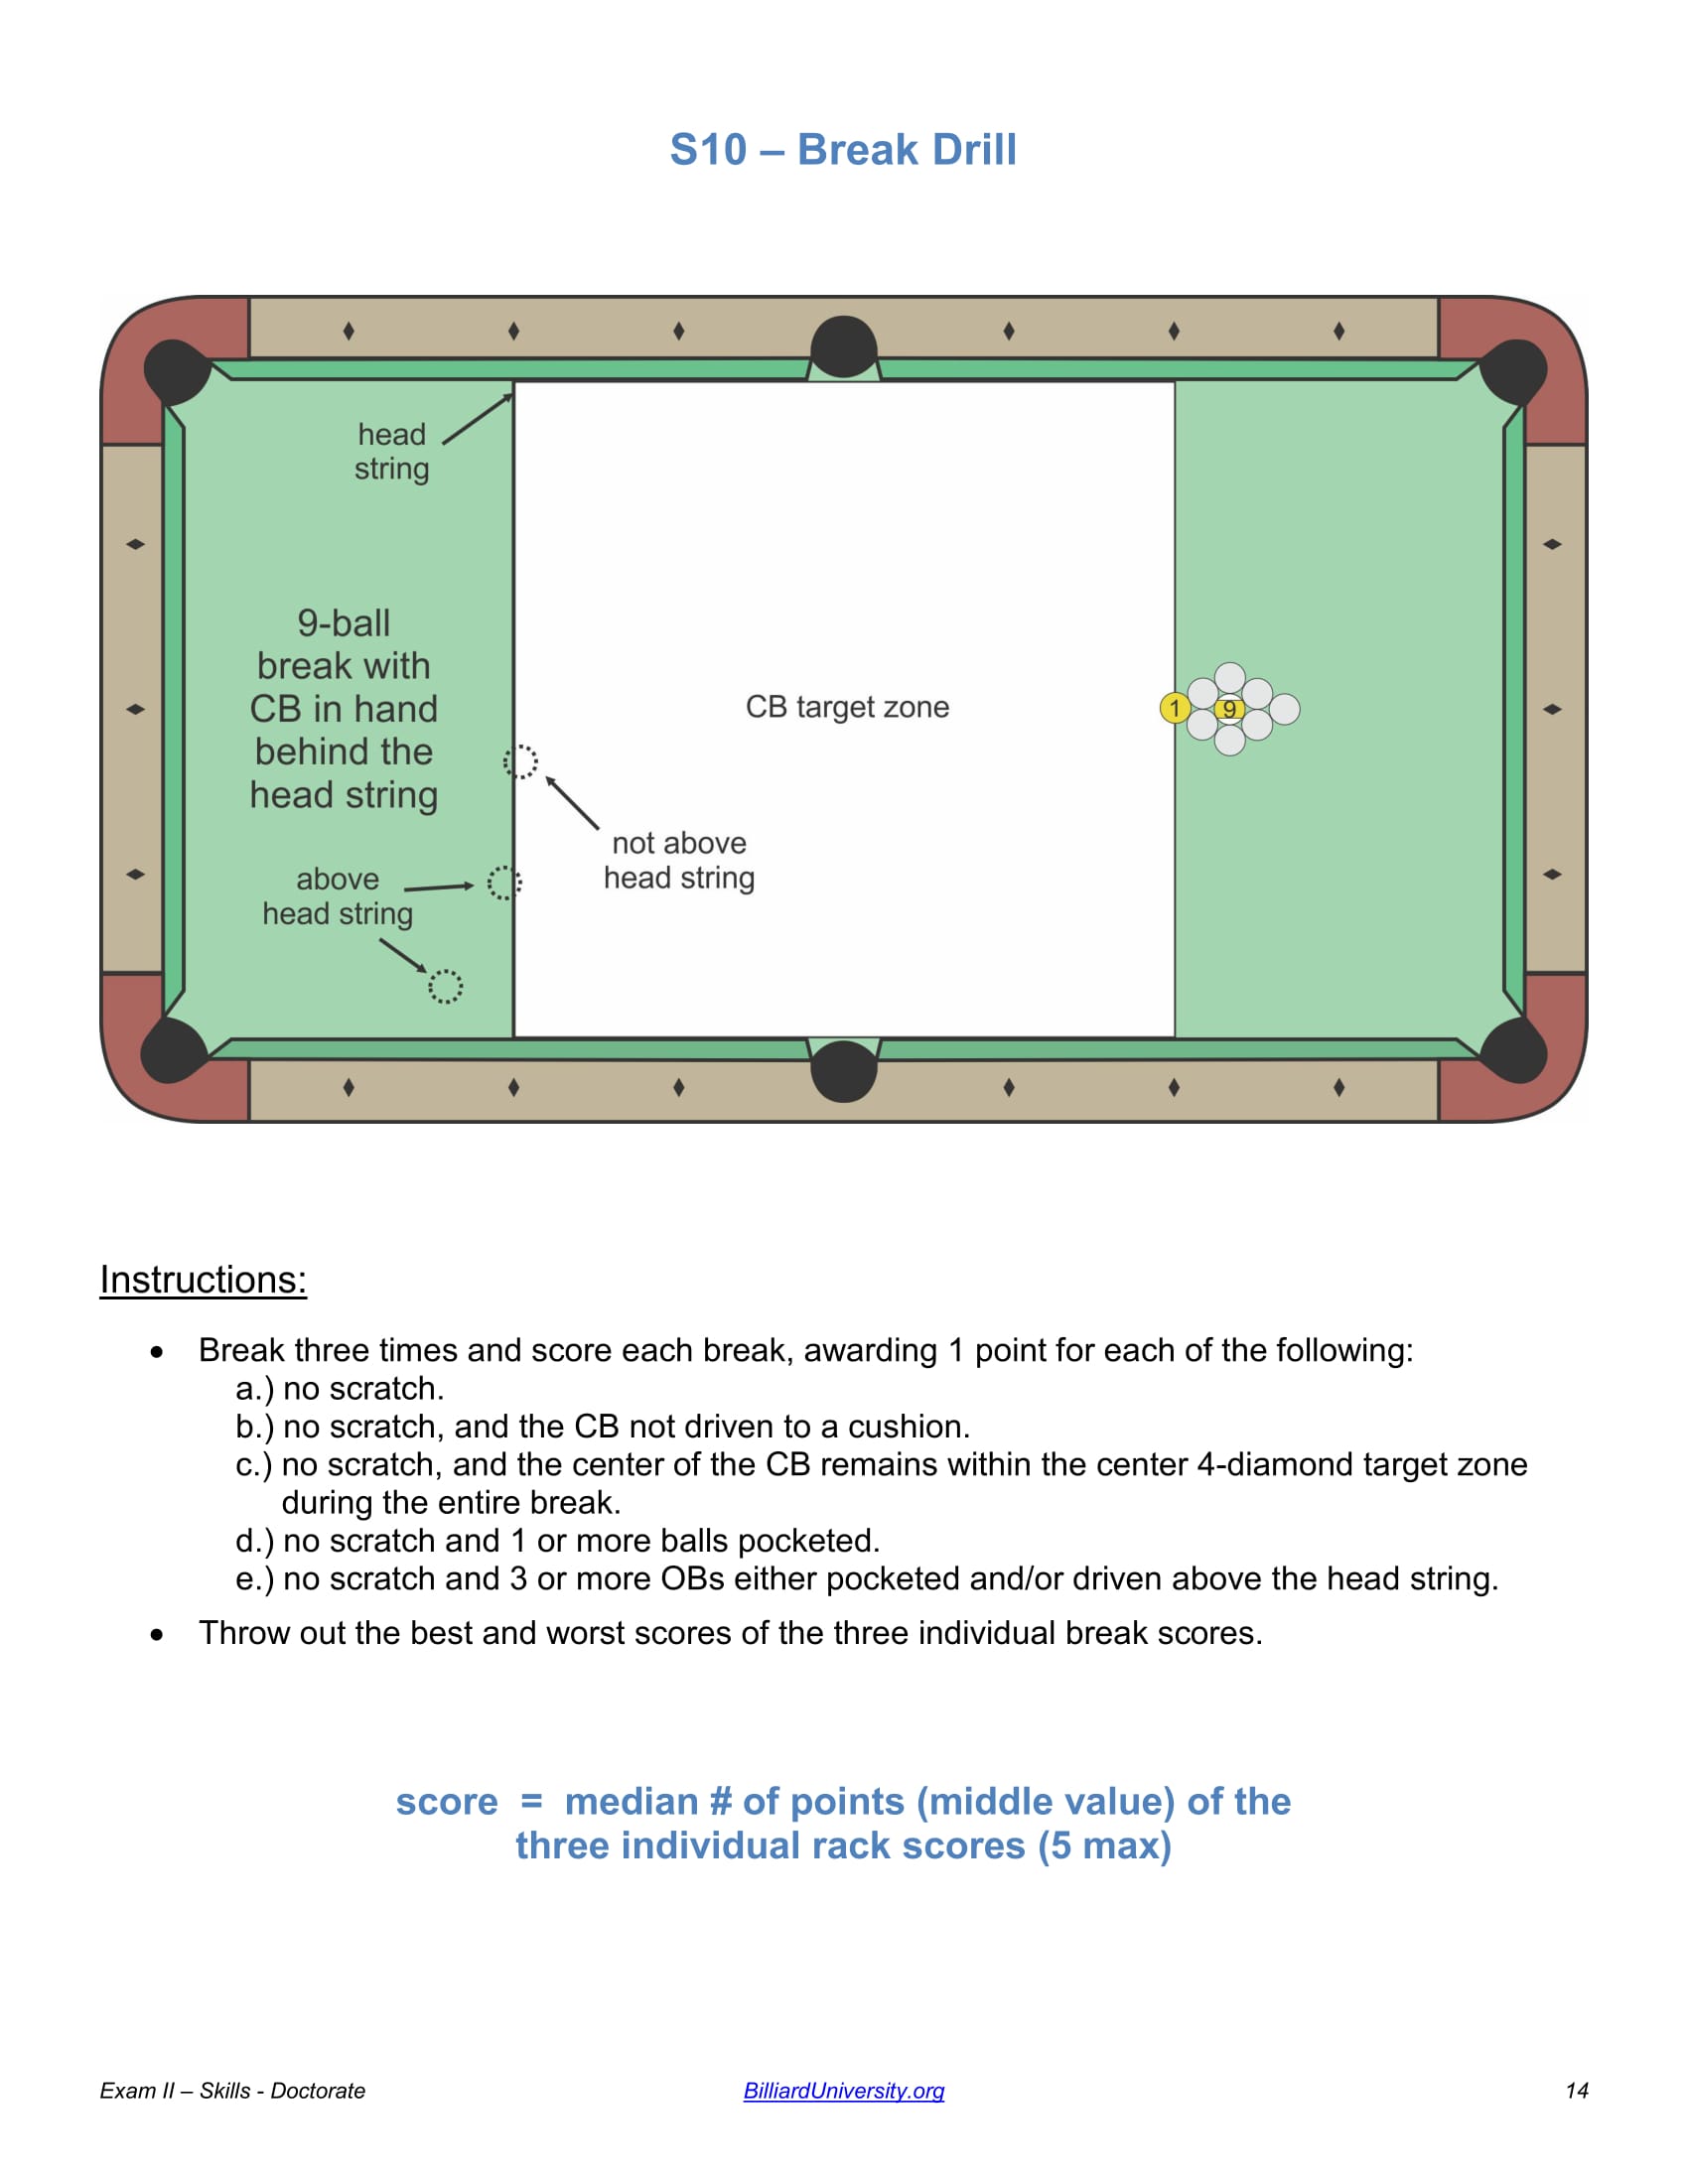 S10 – Break Drill
head
string
9-ball
break with
CB in hand
behind the
head string
CB target zone
1
9
not above
head string
above
head string
Instructions:
• Break three times and score each break, awarding 1 point for each of the following:
a.) no scratch.
b.) no scratch, and the CB not driven to a cushion.
c.) no scratch, and the center of the CB remains within the center 4-diamond target zone
during the entire break.
d.) no scratch and 1 or more balls pocketed.
e.) no scratch and 3 or more OBs either pocketed and/or driven above the head string.
• Throw out the best and worst scores of the three individual break scores.
score = median # of points (middle value) of the
three individual rack scores (5 max)
Exam II – Skills - Doctorate BilliardUniversity.org 14